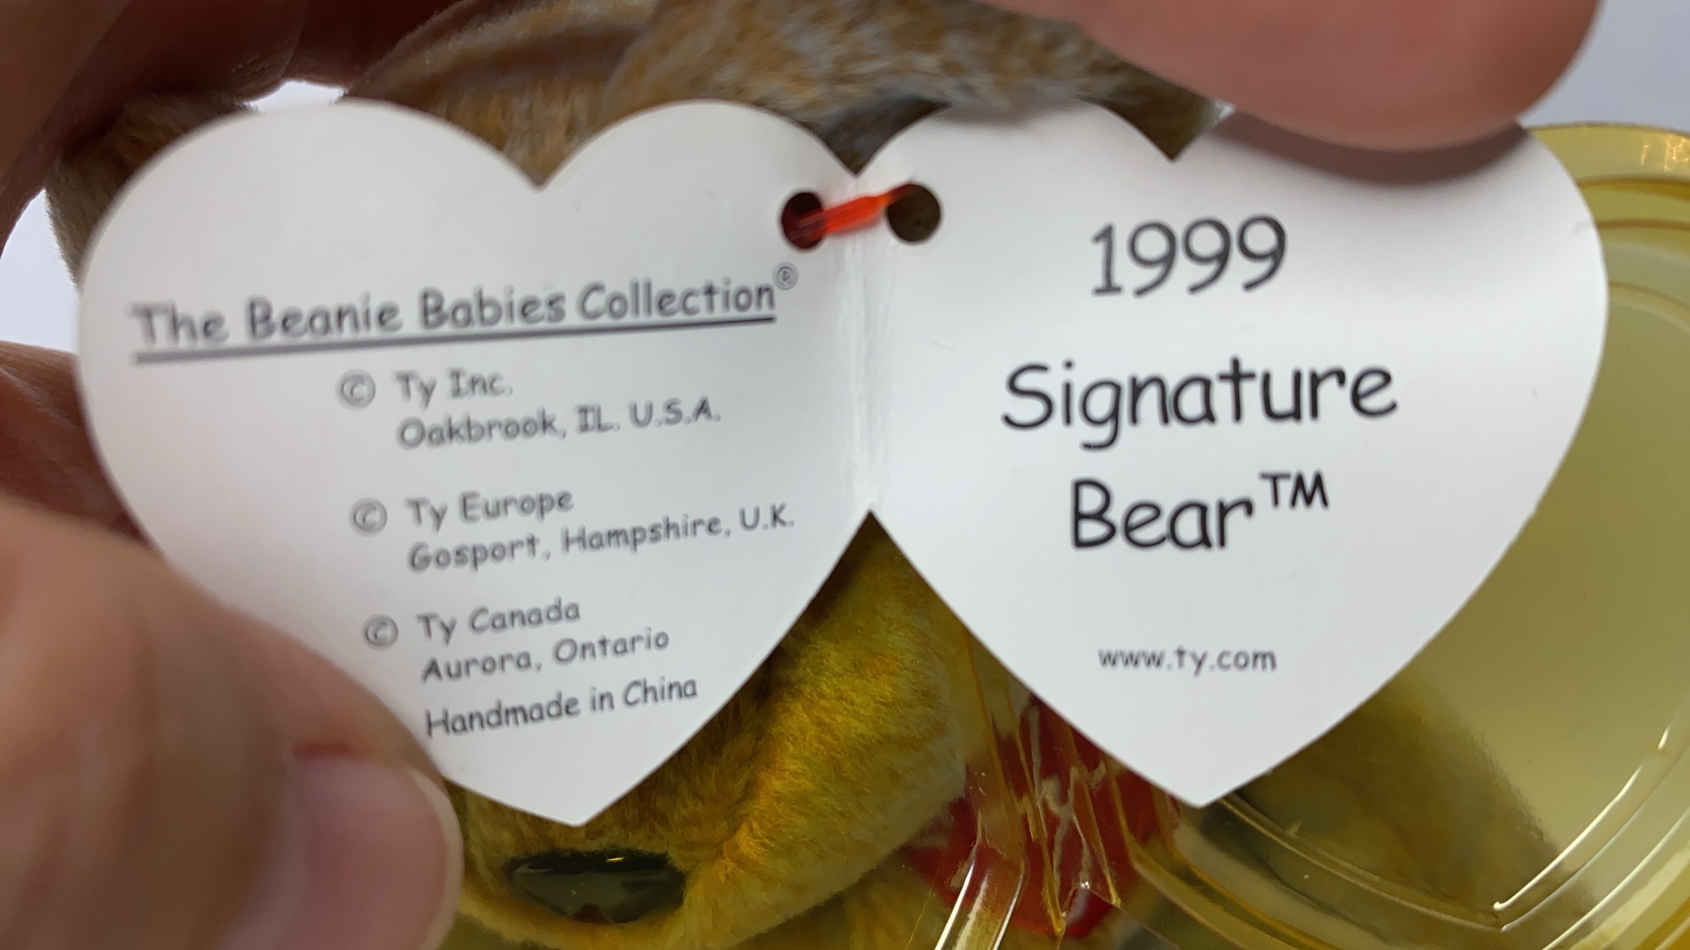 The Beanie Babies Collection®
© Ty Inc.
Oakbrook, IL. U.S.A.
© Ty Europe
Gosport, Hampshire, U.K.
© Ty Canada
Aurora, Ontario
Handmade in China
1999
Signature
Bear™
www.ty.com